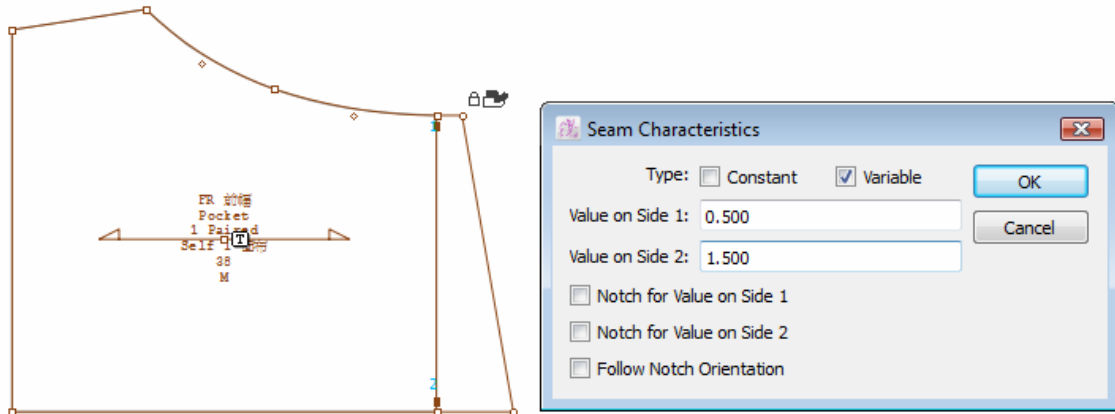 1
FR 前幅
Pocket
1 Paired
T
Self 1
38
M
2
Seam Characteristics
Type: Constant Variable
OK
Value on Side 1: 0.500
Cancel
Value on Side 2: 1.500
Notch for Value on Side 1
Notch for Value on Side 2
Follow Notch Orientation